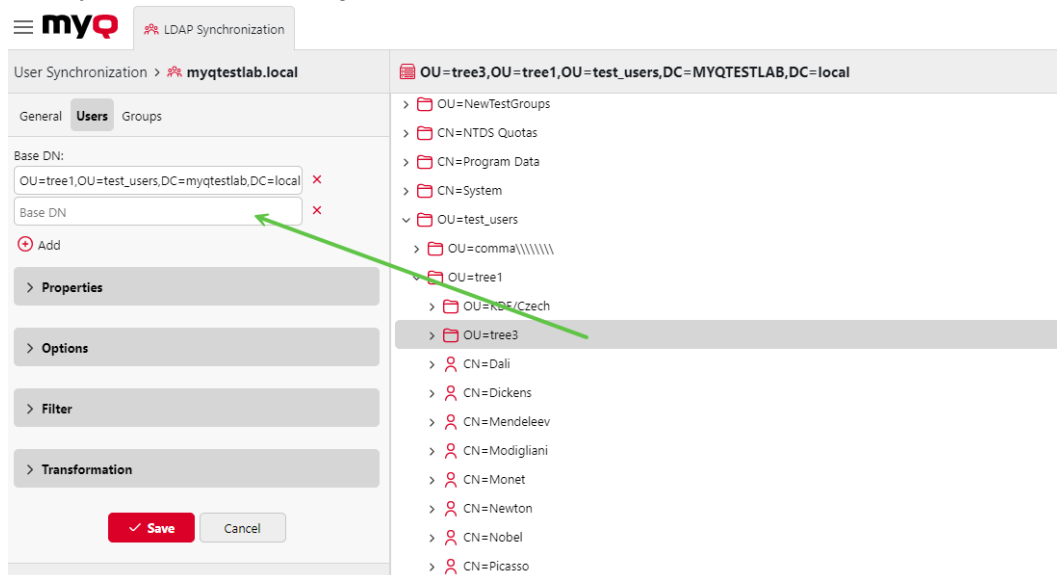 myQ
LDAP Synchronization
User Synchronization > myqtestlab.local
General Users Groups
Base DN:
OU=tree1,OU=test_users,DC=myqtestlab,DC=local
Base DN
Add
> Properties
> Options
> Filter
> Transformation
Save Cancel
OU=tree3,OU=tree1,OU=test_users,DC=MYQTESTLAB,DC=local
OU=NewTestGroups
CN=NTDS Quotas
CN=Program Data
CN=System
OU=test_users
OU=comma\\\\\\\\
OU=tree1
OU=KDE/Czech
OU=tree3
CN=Dali
CN=Dickens
CN=Mendeleev
CN=Modigliani
CN=Monet
CN=Newton
CN=Nobel
CN=Picasso